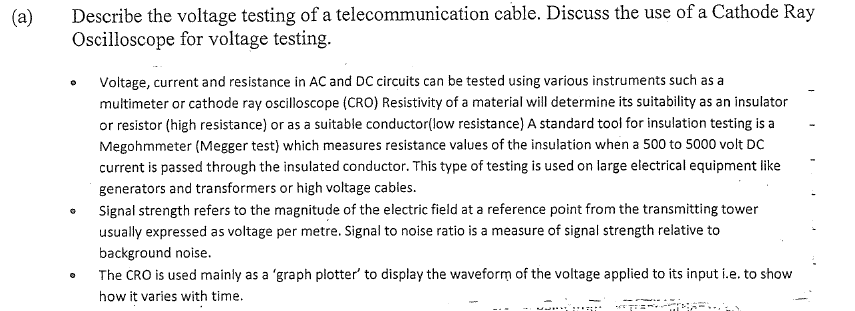 (a) Describe the voltage testing of a telecommunication cable. Discuss the use of a Cathode Ray
Oscilloscope for voltage testing.
• Voltage, current and resistance in AC and DC circuits can be tested using various instruments such as a
multimeter or cathode ray oscilloscope (CRO) Resistivity of a material will determine its suitability as an insulator
or resistor (high resistance) or as a suitable conductor(low resistance) A standard tool for insulation testing is a
Megohmmeter (Megger test) which measures resistance values of the insulation when a 500 to 5000 volt DC
current is passed through the insulated conductor. This type of testing is used on large electrical equipment like
generators and transformers or high voltage cables.
• Signal strength refers to the magnitude of the electric field at a reference point from the transmitting tower
usually expressed as voltage per metre. Signal to noise ratio is a measure of signal strength relative to
background noise.
• The CRO is used mainly as a 'graph plotter' to display the waveform of the voltage applied to its input i.e. to show
how it varies with time.